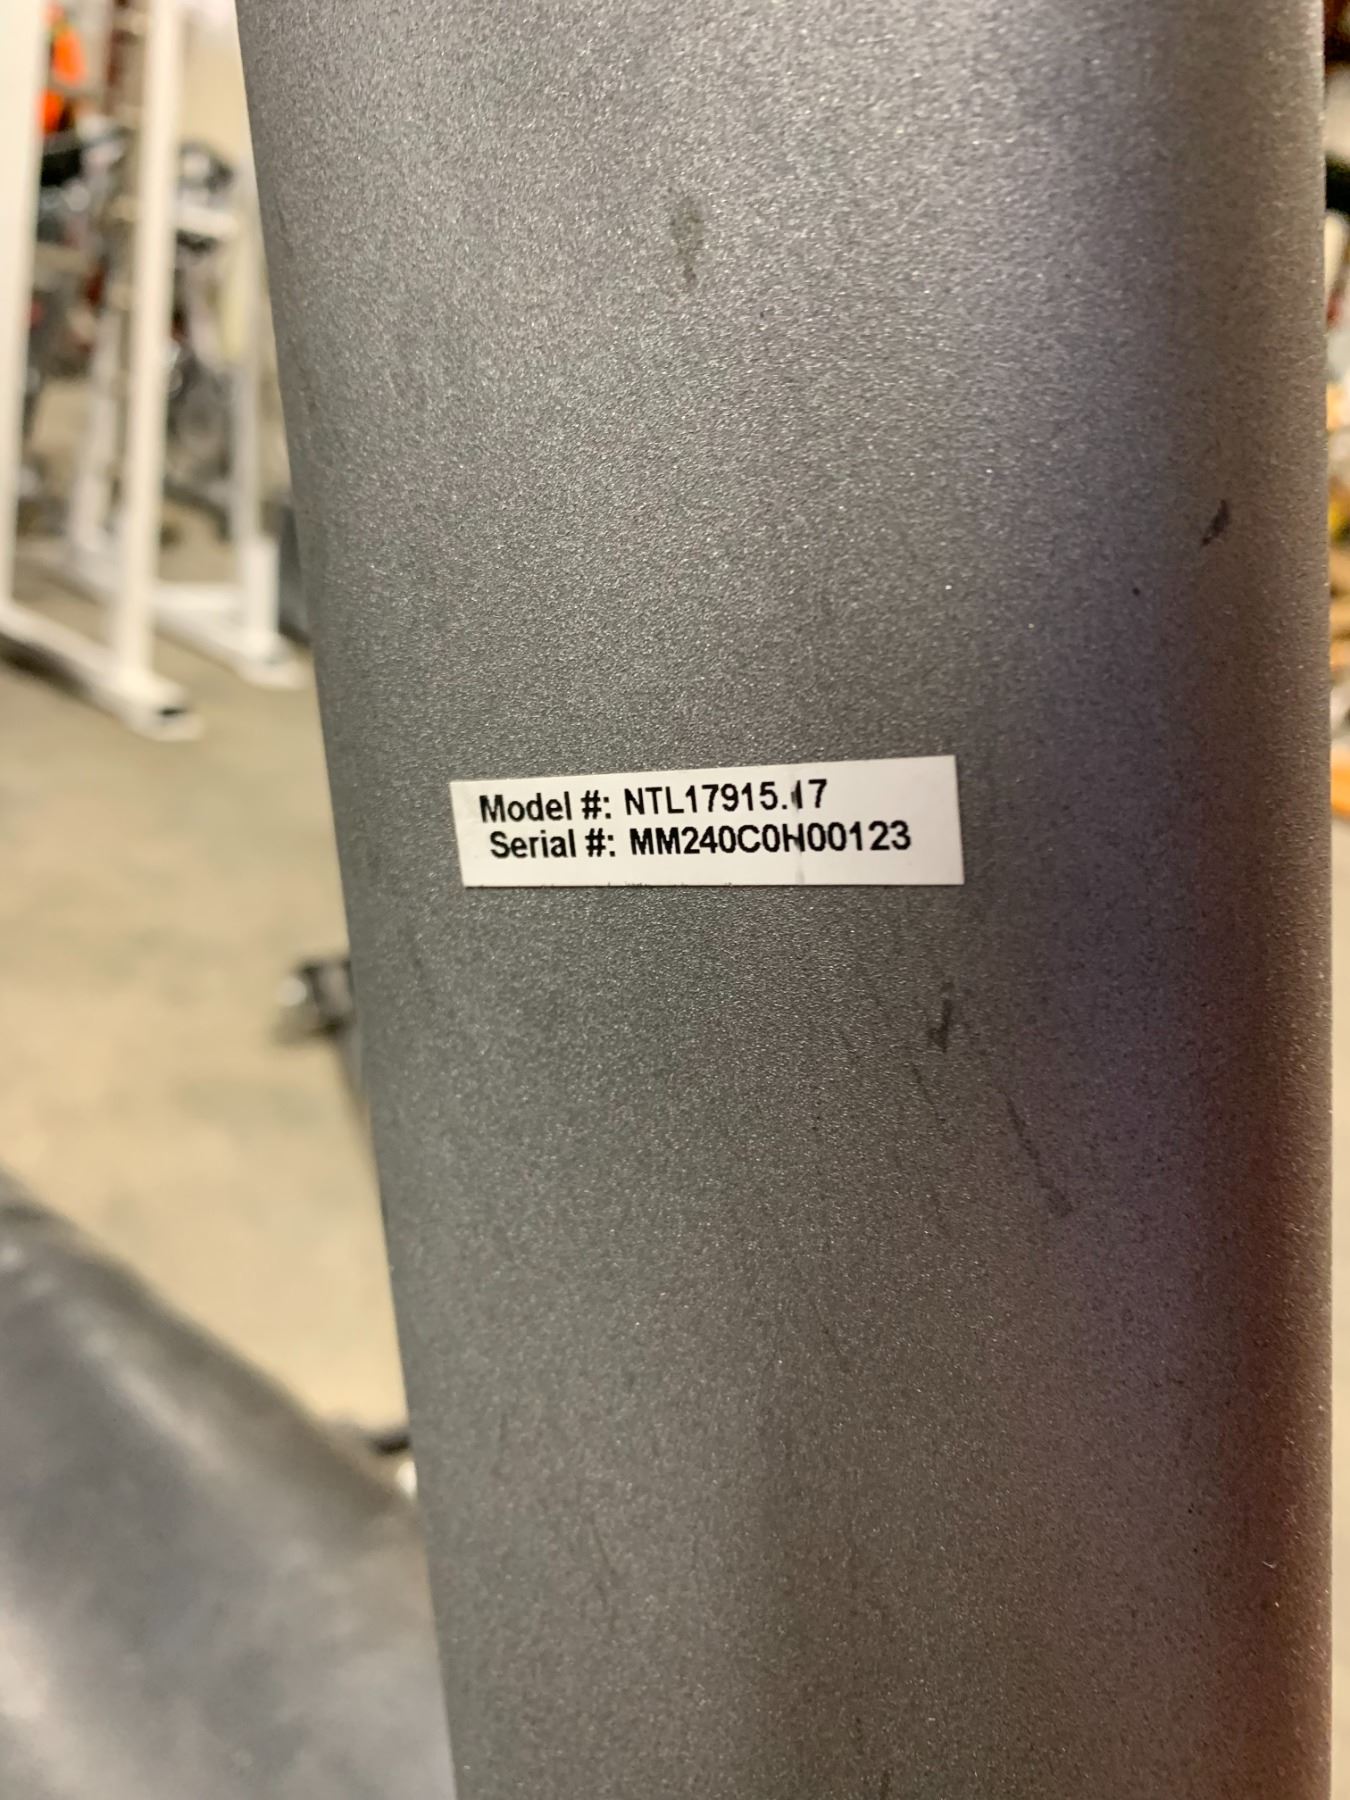 Model #: NTL17915.17
Serial #: MM240C0H00123